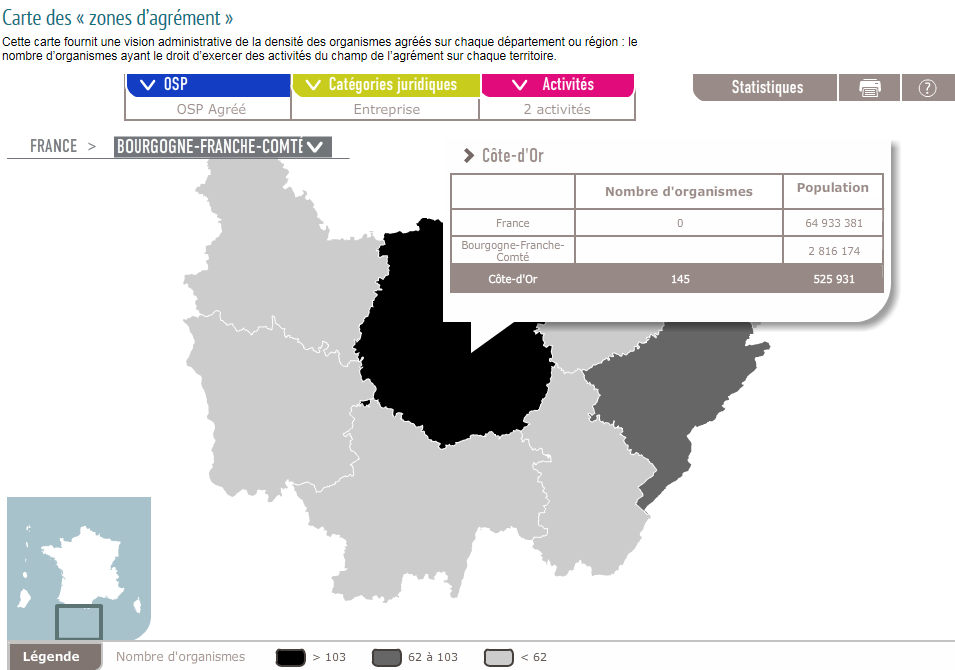 Carte des « zones d’agrément »
Cette carte fournit une vision administrative de la densité des organismes agréés sur chaque département ou région : le
nombre d’organismes ayant le droit d’exercer des activités du champ de l’agrément sur chaque territoire.
OSP Catégories juridiques Activités Statistiques ?
OSP Agréé Entreprise 2 activités
FRANCE > BOURGOGNE-FRANCHE-COMTÉ
Côte-d'Or
Nombre d'organismes Population
France 0 64 933 381
Bourgogne-Franche-
Comté 2 816 174
Côte-d'Or 145 525 931
Légende Nombre d'organismes > 103 62 à 103 < 62